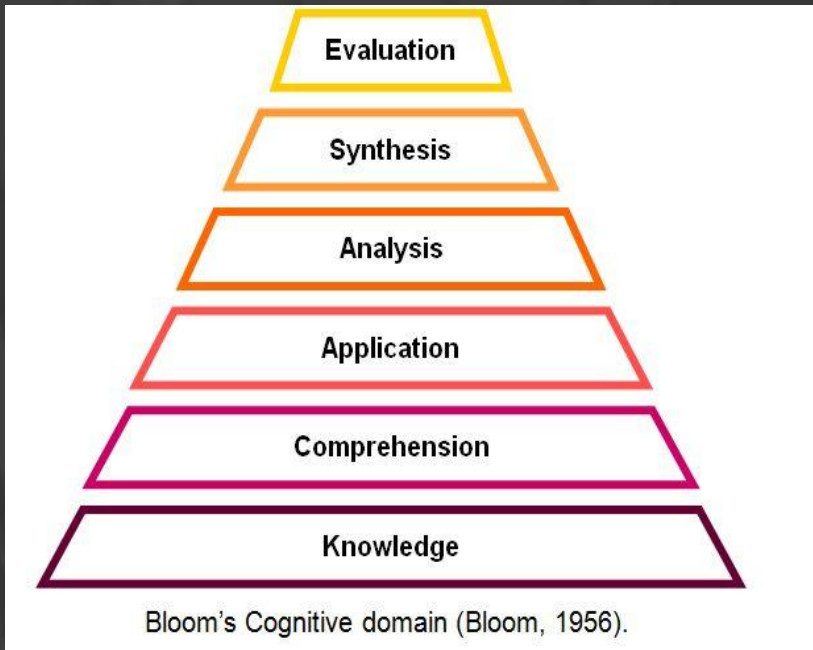 Evaluation
Synthesis
Analysis
Application
Comprehension
Knowledge
Bloom’s Cognitive domain (Bloom, 1956).